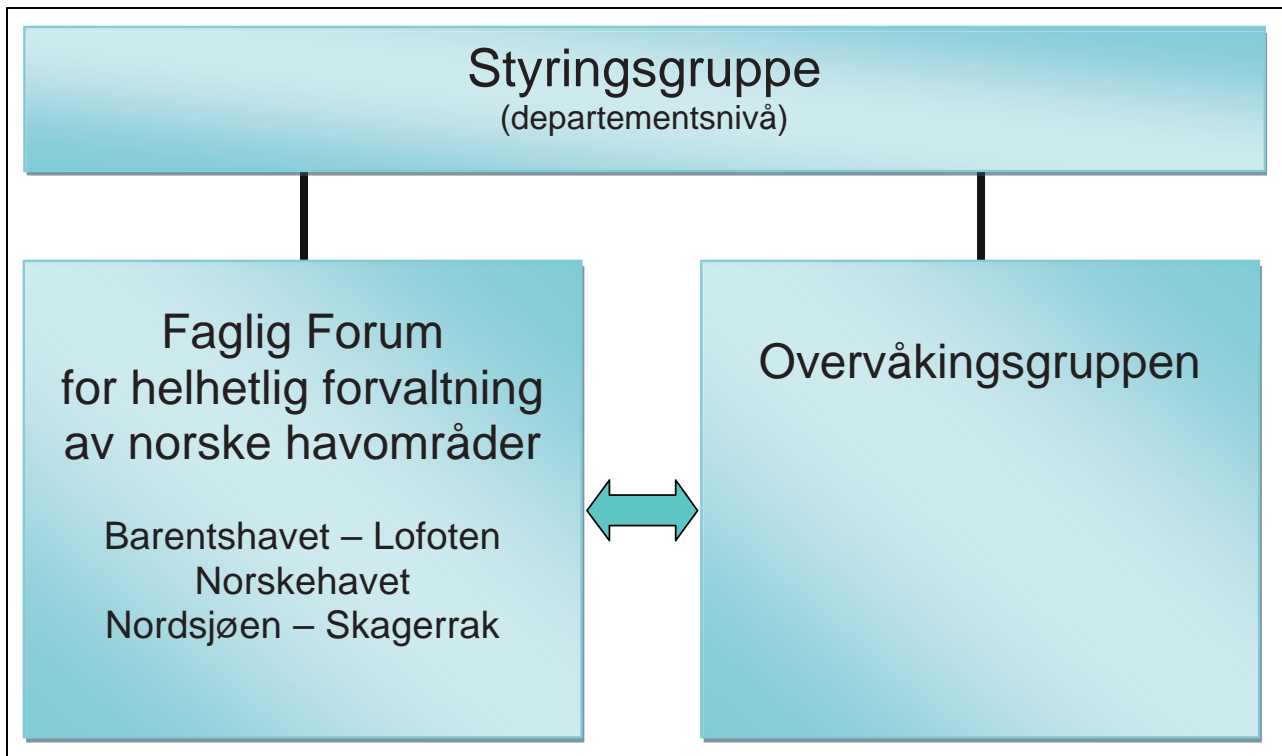 Styringsgruppe
(departementsnivå)
Faglig Forum
for helhetlig forvaltning
av norske havområder
Barentshavet – Lofoten
Norskehavet
Nordsjøen – Skagerrak
Overvåkingsgruppen